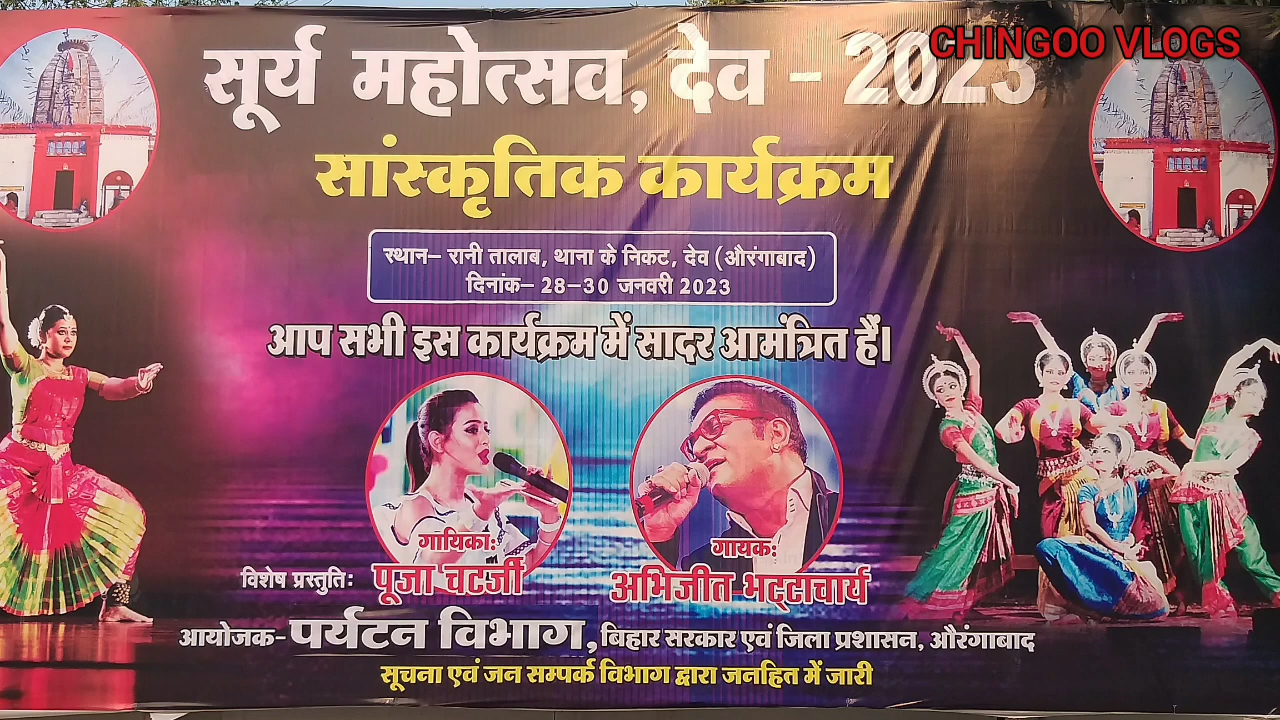 CHINGOO VLOGS
सूर्य महोत्सव, देव - 2023
सांस्कृतिक कार्यक्रम
स्थान– रानी तालाब, थाना के निकट, देव (औरंगाबाद)
दिनांक– 28–30 जनवरी 2023
आप सभी इस कार्यक्रम में सादर आमंत्रित हैं।
गायिका:
गायक:
विशेष प्रस्तुति: पूजा चटर्जी अभिजीत भट्टाचार्य
आयोजक- पर्यटन विभाग, बिहार सरकार एवं जिला प्रशासन, औरंगाबाद
सूचना एवं जन सम्पर्क विभाग द्वारा जनहित में जारी